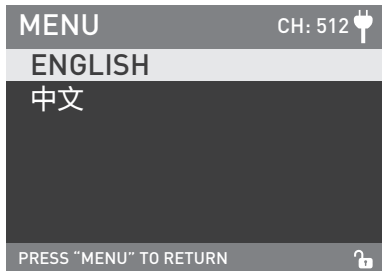 MENU CH: 512
ENGLISH
中文
PRESS “MENU” TO RETURN